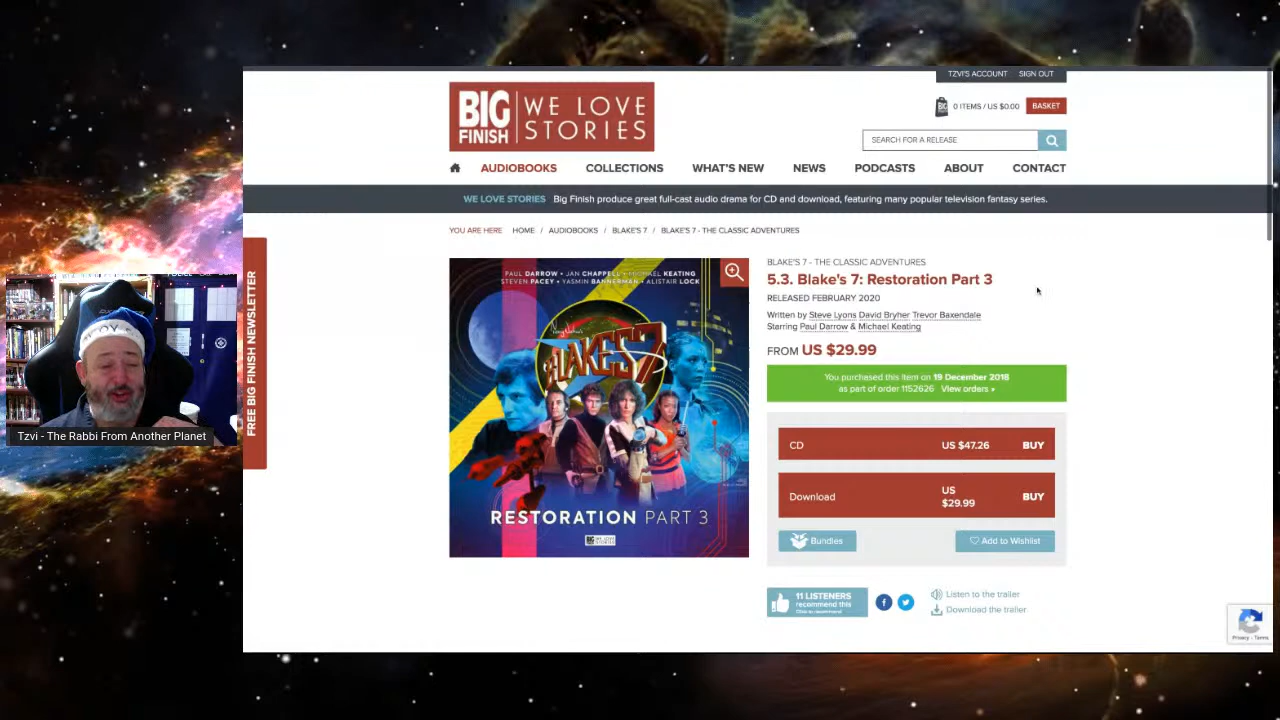 TZVI'S ACCOUNT SIGN OUT
BIG FINISH WE LOVE STORIES
0 ITEMS / US $0.00 BASKET
SEARCH FOR A RELEASE
AUDIOBOOKS COLLECTIONS WHAT'S NEW NEWS PODCASTS ABOUT CONTACT
WE LOVE STORIES Big Finish produce great full-cast audio drama for CD and download, featuring many popular television fantasy series.
YOU ARE HERE HOME / AUDIOBOOKS / BLAKE'S 7 / BLAKE'S 7 - THE CLASSIC ADVENTURES
FREE BIG FINISH NEWSLETTER
PAUL DARROW • JAN CHAPPELL • MICHAEL KEATING
STEVEN PACEY • YASMIN BANNERMAN • ALISTAIR LOCK
BLAKES 7
RESTORATION PART 3
BLAKE'S 7 - THE CLASSIC ADVENTURES
5.3. Blake's 7: Restoration Part 3
RELEASED FEBRUARY 2020
Written by Steve Lyons David Bryher Trevor Baxendale
Starring Paul Darrow & Michael Keating
FROM US $29.99
You purchased this item on 19 December 2018
as part of order 1152626 View orders
CD US $47.26 BUY
Download US $29.99 BUY
Bundles Add to Wishlist
11 LISTENERS
recommend this
Listen to the trailer
Download the trailer
Privacy - Terms
Tzvi - The Rabbi From Another Planet